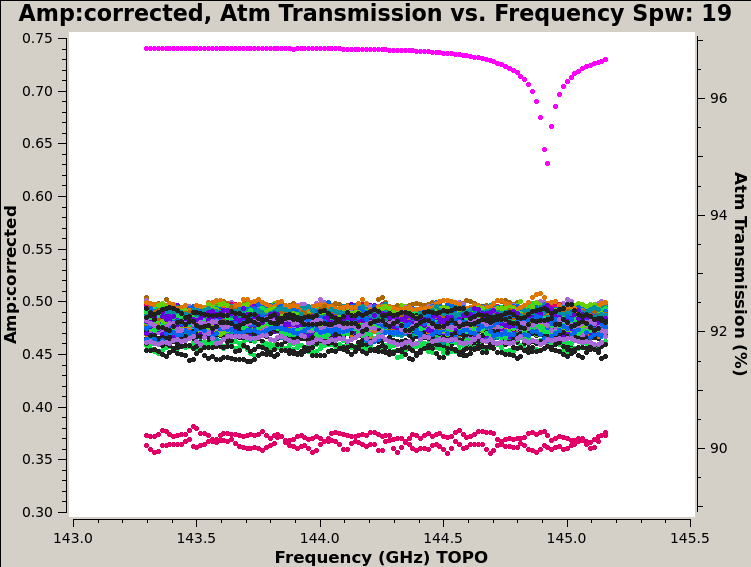 Amp:corrected, Atm Transmission vs. Frequency Spw: 19
0.75
0.70
0.65
0.60
0.55
0.50
0.45
0.40
0.35
0.30
Amp:corrected
96
94
92
90
Atm Transmission (%)
143.0 143.5 144.0 144.5 145.0 145.5
Frequency (GHz) TOPO